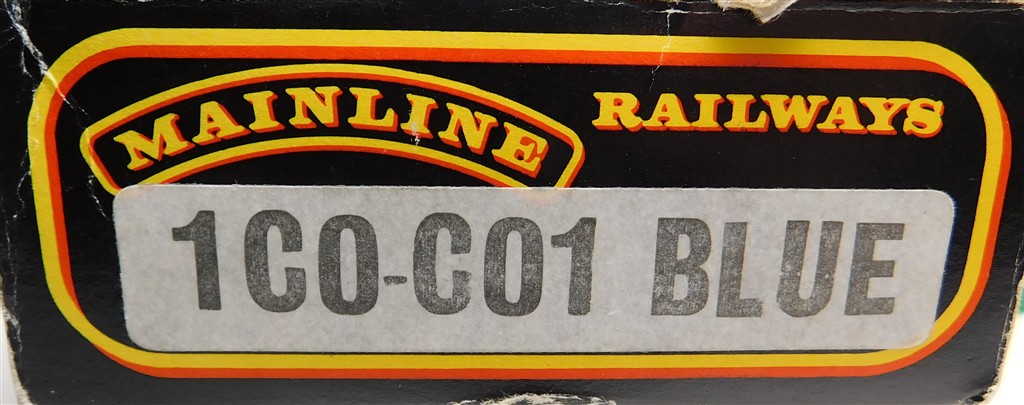 MAINLINE RAILWAYS
1CO-CO1 BLUE